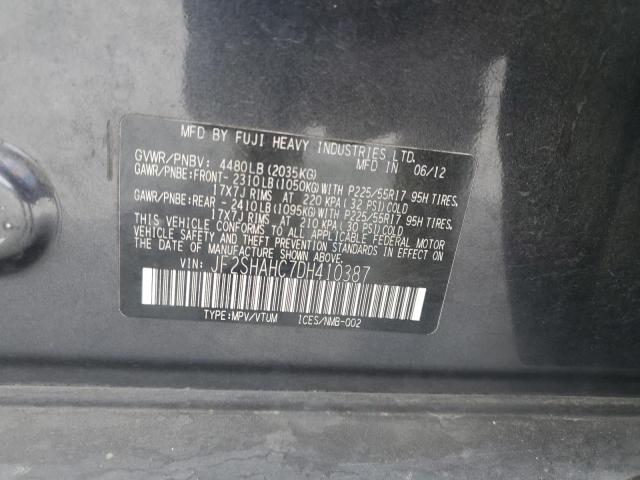 MFD BY FUJI HEAVY INDUSTRIES LTD.
GVWR/PNBV: 4480LB(2035KG) MFD IN 06/12
GAWR/PNBE:FRONT- 2310LB(1050KG)WITH P225/55R17 95H TIRES,
17X7J RIMS AT 220 KPA( 32 PSI)COLD
GAWR/PNBE:REAR - 2410LB(1095KG)WITH P225/55R17 95H TIRES,
17X7J RIMS AT 210 KPA( 30 PSI)COLD
THIS VEHICLE CONFORMS TO ALL APPLICABLE FEDERAL MOTOR
VEHICLE SAFETY AND THEFT PREVENTION STANDARDS IN EFFECT
ON THE DATE OF MANUFACTURE SHOWN ABOVE.
VIN: JF2SHAHC7DH410387
TYPE:MPV/VTUM ICES/NMB-002